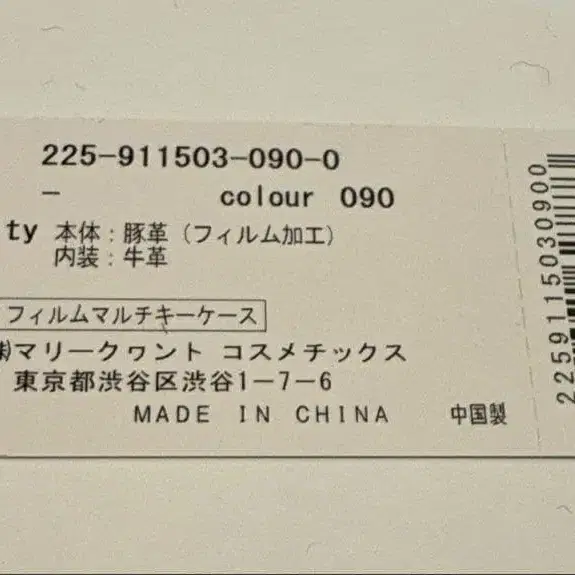 225-911503-090-0
- colour 090
ty 本体：豚革（フィルム加工）
内装：牛革
フィルムマルチキーケース
㈱マリークヮント コスメチックス
東京都渋谷区渋谷1-7-6
MADE IN CHINA 中国製
2259115030900